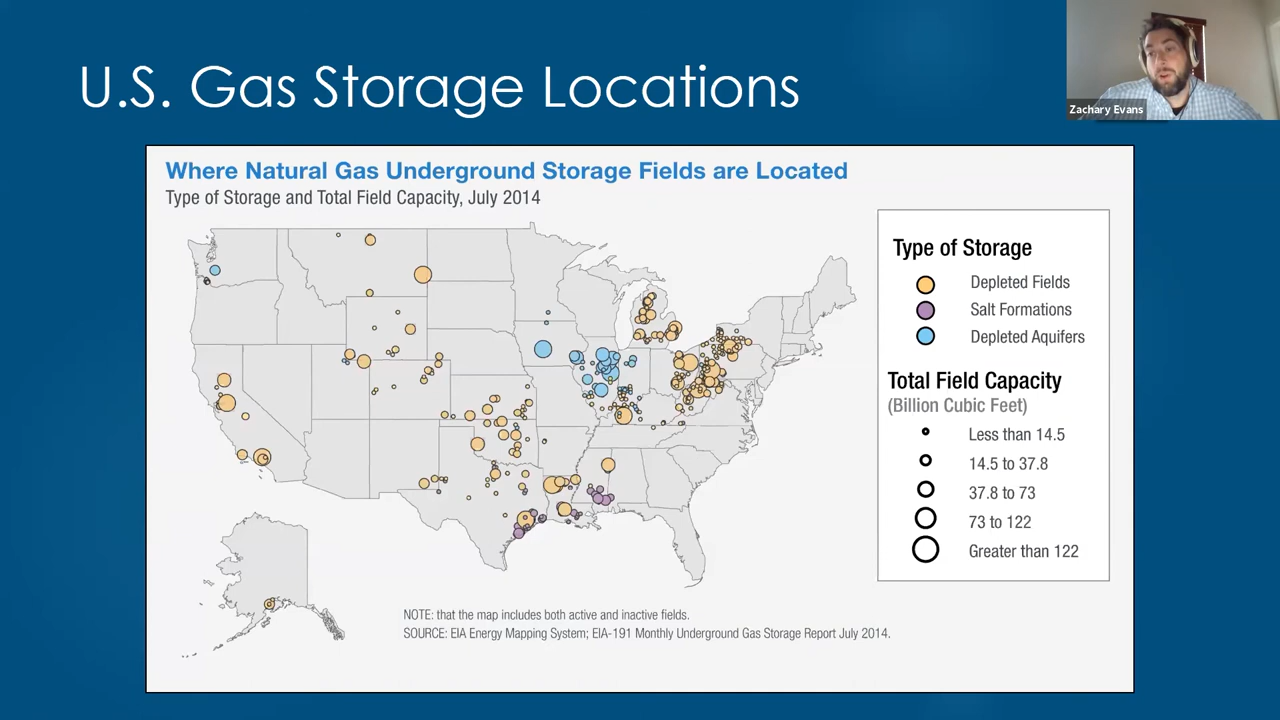 U.S. Gas Storage Locations
Zachary Evans
Where Natural Gas Underground Storage Fields are Located
Type of Storage and Total Field Capacity, July 2014
Type of Storage
Depleted Fields
Salt Formations
Depleted Aquifers
Total Field Capacity
(Billion Cubic Feet)
Less than 14.5
14.5 to 37.8
37.8 to 73
73 to 122
Greater than 122
NOTE: that the map includes both active and inactive fields.
SOURCE: EIA Energy Mapping System; EIA-191 Monthly Underground Gas Storage Report July 2014.